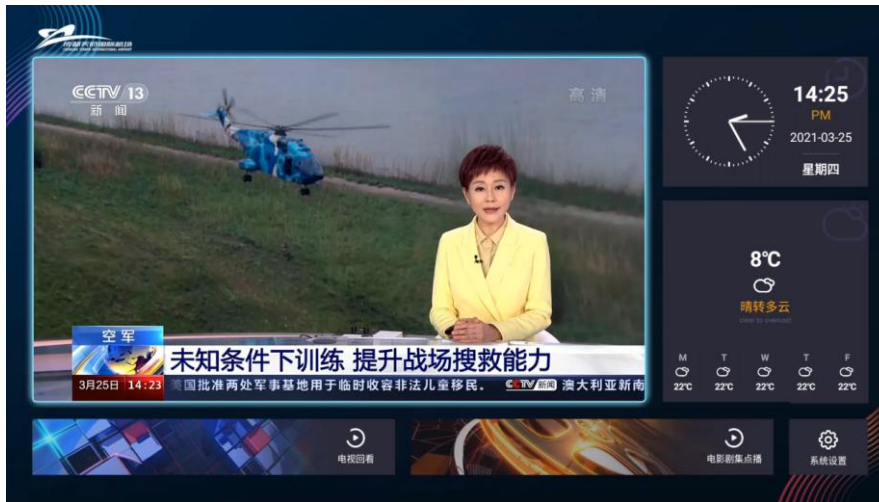 CCTV 13
新 闻
高清
空军
未知条件下训练 提升战场搜救能力
3月25日 14:23
美国批准两处军事基地用于临时收容非法儿童移民。 CCTV 新闻 澳大利亚新南
14:25
PM
2021-03-25
星期四
8℃
晴转多云
clear to overcast
M T W T F
22℃ 22℃ 22℃ 22℃ 22℃
电视回看
电影剧集点播
系统设置